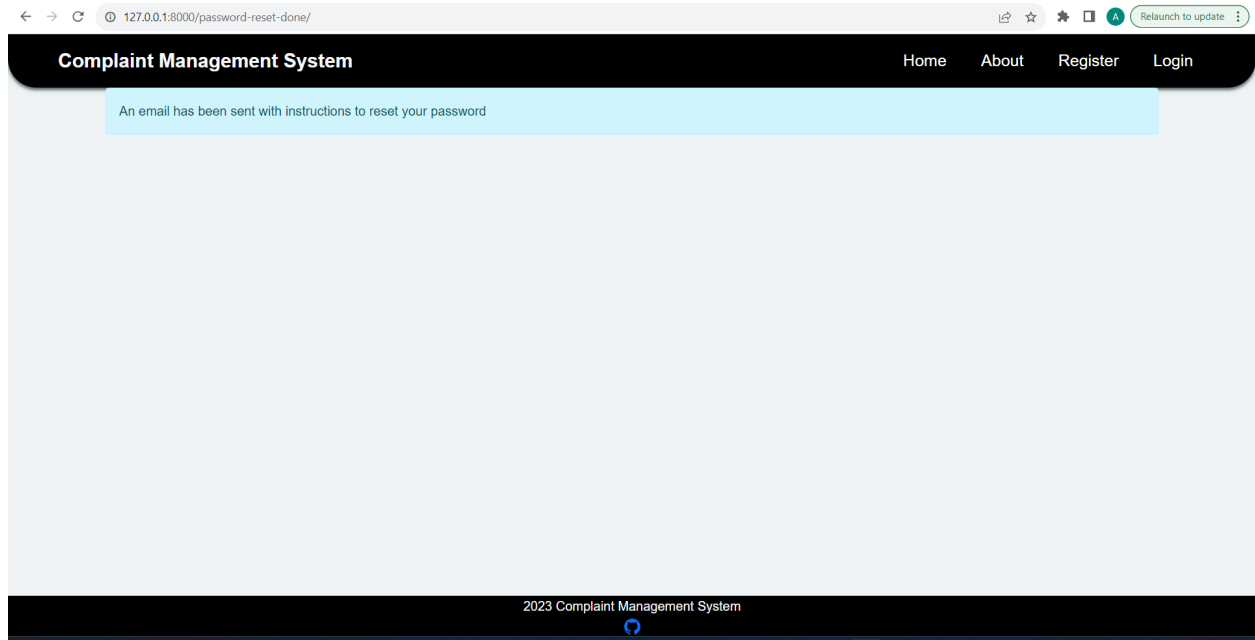 127.0.0.1:8000/password-reset-done/
A
Relaunch to update
Complaint Management System
Home
About
Register
Login
An email has been sent with instructions to reset your password
2023 Complaint Management System